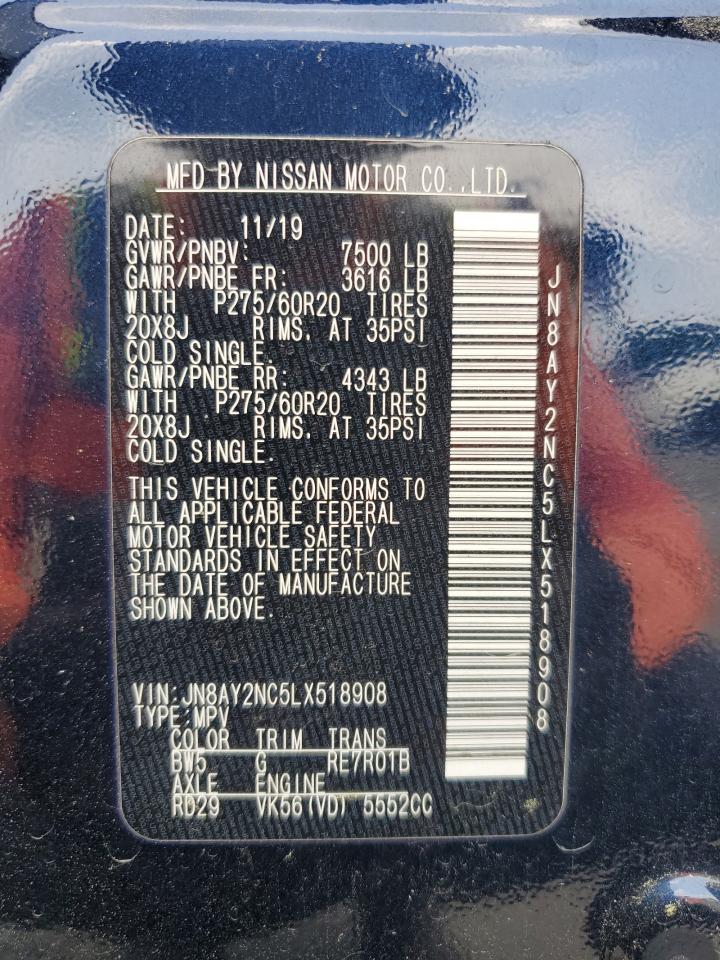 MFD BY NISSAN MOTOR CO.,LTD.
DATE: 11/19
GVWR/PNBV: 7500 LB
GAWR/PNBE FR: 3616 LB
WITH P275/60R20 TIRES
20X8J RIMS. AT 35PSI
COLD SINGLE.
GAWR/PNBE RR: 4343 LB
WITH P275/60R20 TIRES
20X8J RIMS. AT 35PSI
COLD SINGLE.
THIS VEHICLE CONFORMS TO
ALL APPLICABLE FEDERAL
MOTOR VEHICLE SAFETY
STANDARDS IN EFFECT ON
THE DATE OF MANUFACTURE
SHOWN ABOVE.
VIN:JN8AY2NC5LX518908
TYPE:MPV
COLOR TRIM TRANS
BW5 G RE7R01B
AXLE ENGINE
RD29 VK56(VD) 5552CC
JN8AY2NC5LX518908